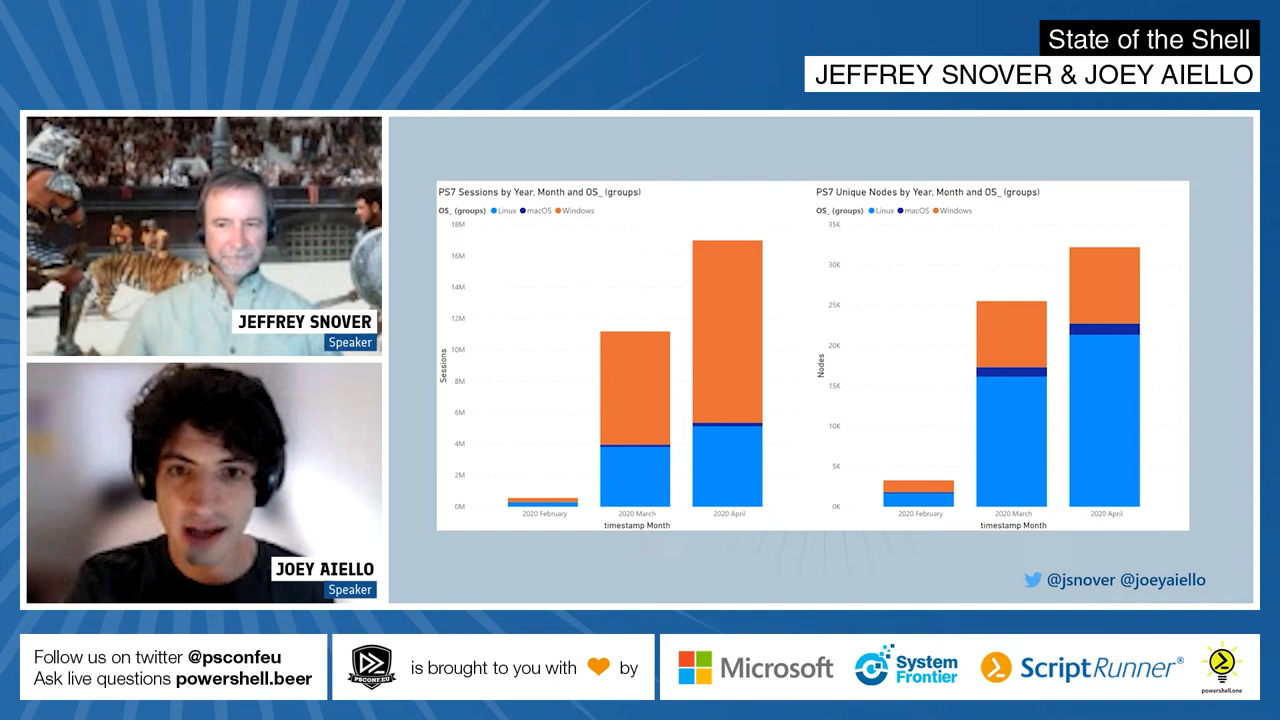 State of the Shell
JEFFREY SNOVER & JOEY AIELLO
JEFFREY SNOVER
Speaker
JOEY AIELLO
Speaker
PS7 Sessions by Year, Month and OS_ (groups)
OS_ (groups) Linux macOS Windows
18M
16M
14M
12M
10M
8M
6M
4M
2M
0M
Sessions
2020 February 2020 March 2020 April
timestamp Month
PS7 Unique Nodes by Year, Month and OS_ (groups)
OS_ (groups) Linux macOS Windows
35K
30K
25K
20K
15K
10K
5K
0K
Nodes
2020 February 2020 March 2020 April
timestamp Month
@jsnover @joeyaiello
Follow us on twitter @psconfeu
Ask live questions powershell.beer
PSCONF.EU
is brought to you with by
Microsoft
System
Frontier
ScriptRunner®
powershell.one